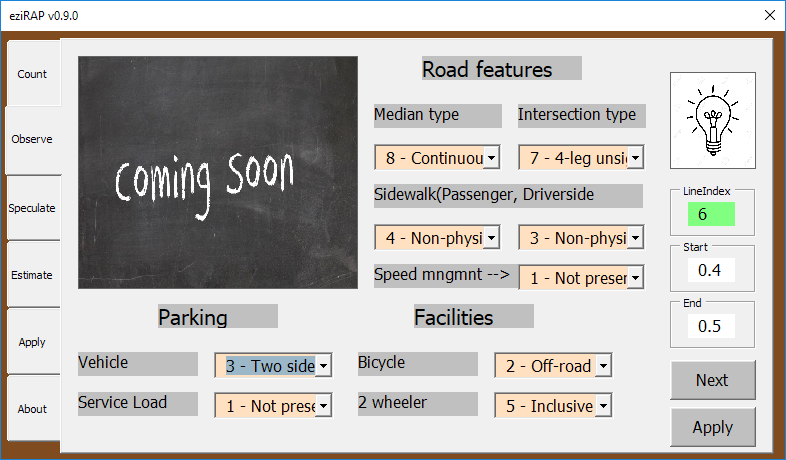 eziRAP v0.9.0
Count
Observe
Speculate
Estimate
Apply
About
coming soon
Road features
Median type
Intersection type
8 - Continuou
7 - 4-leg unsi
Sidewalk(Passenger, Driverside
4 - Non-physi
3 - Non-physi
Speed mngmnt -->
1 - Not presen
LineIndex
6
Start
0.4
End
0.5
Next
Apply
Parking
Vehicle
3 - Two side
Service Load
1 - Not prese
Facilities
Bicycle
2 - Off-road
2 wheeler
5 - Inclusive